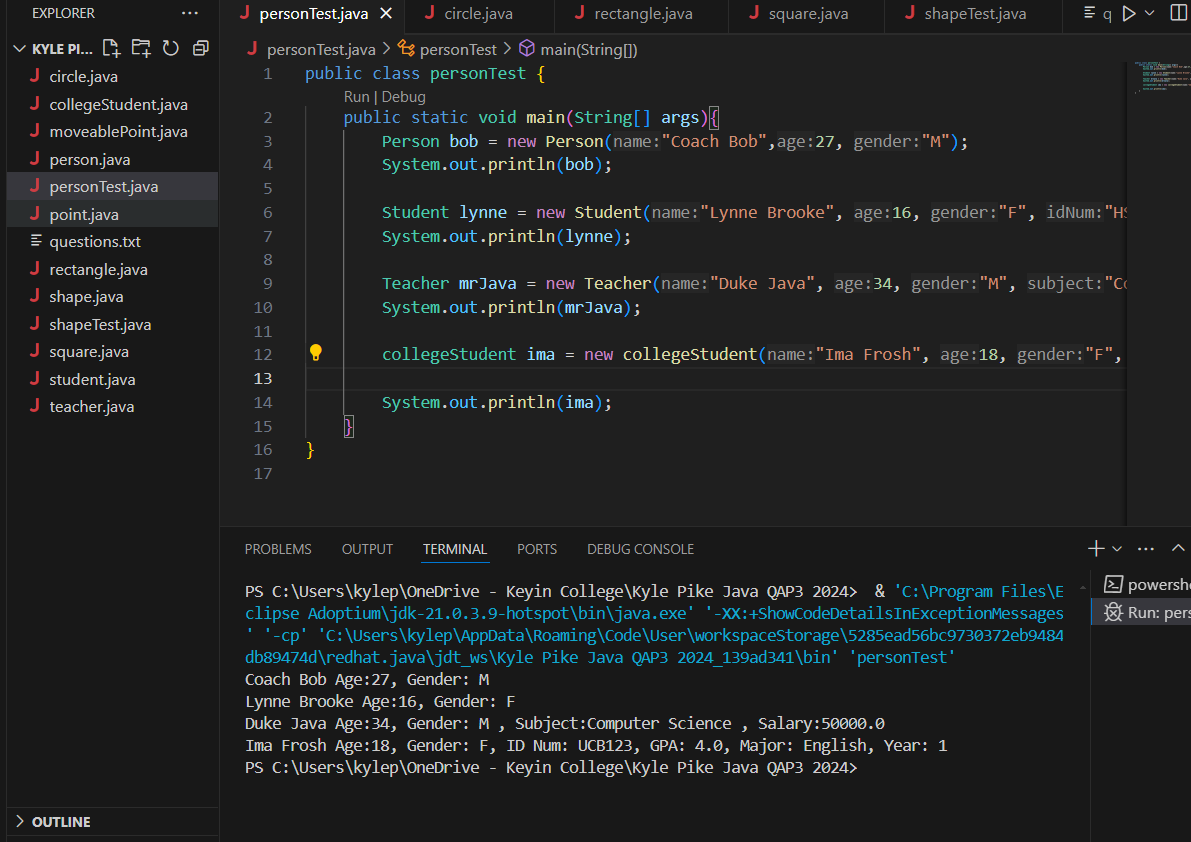 EXPLORER
KYLE PI...
circle.java
collegeStudent.java
moveablePoint.java
person.java
personTest.java
point.java
questions.txt
rectangle.java
shape.java
shapeTest.java
square.java
student.java
teacher.java
OUTLINE
personTest.java circle.java rectangle.java square.java shapeTest.java q
personTest.java > personTest > main(String[])
1 public class personTest {
Run | Debug
2 public static void main(String[] args){
3 Person bob = new Person(name:"Coach Bob",age:27, gender:"M");
4 System.out.println(bob);
5
6 Student lynne = new Student(name:"Lynne Brooke", age:16, gender:"F", idNum:"HS
7 System.out.println(lynne);
8
9 Teacher mrJava = new Teacher(name:"Duke Java", age:34, gender:"M", subject:"Co
10 System.out.println(mrJava);
11
12 collegeStudent ima = new collegeStudent(name:"Ima Frosh", age:18, gender:"F",
13
14 System.out.println(ima);
15 }
16 }
17
PROBLEMS OUTPUT TERMINAL PORTS DEBUG CONSOLE
PS C:\Users\kylep\OneDrive - Keyin College\Kyle Pike Java QAP3 2024> & 'C:\Program Files\E
clipse Adoptium\jdk-21.0.3.9-hotspot\bin\java.exe' '-XX:+ShowCodeDetailsInExceptionMessages
' '-cp' 'C:\Users\kylep\AppData\Roaming\Code\User\workspaceStorage\5285ead56bc9730372eb9484
db89474d\redhat.java\jdt_ws\Kyle Pike Java QAP3 2024_139ad341\bin' 'personTest'
Coach Bob Age:27, Gender: M
Lynne Brooke Age:16, Gender: F
Duke Java Age:34, Gender: M , Subject:Computer Science , Salary:50000.0
Ima Frosh Age:18, Gender: F, ID Num: UCB123, GPA: 4.0, Major: English, Year: 1
PS C:\Users\kylep\OneDrive - Keyin College\Kyle Pike Java QAP3 2024>
powershe
Run: pers